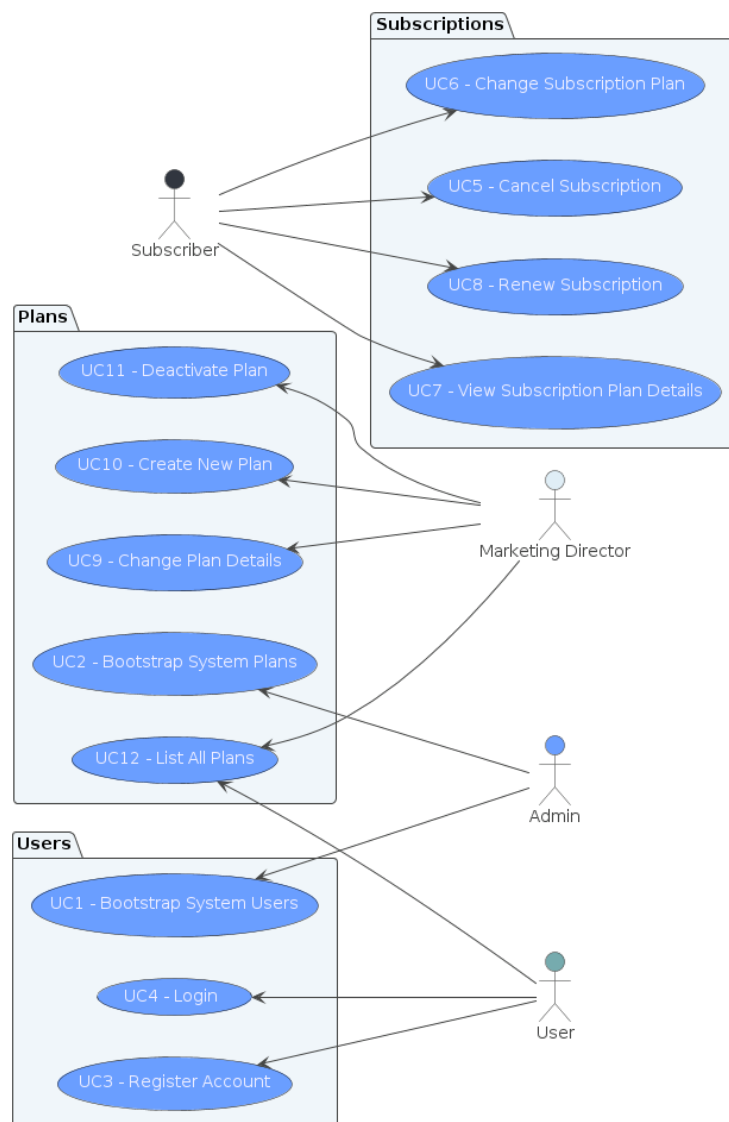 Subscriptions
UC6 - Change Subscription Plan
UC5 - Cancel Subscription
Subscriber
UC8 - Renew Subscription
UC7 - View Subscription Plan Details
Plans
UC11 - Deactivate Plan
UC10 - Create New Plan
Marketing Director
UC9 - Change Plan Details
UC2 - Bootstrap System Plans
UC12 - List All Plans
Admin
Users
UC1 - Bootstrap System Users
UC4 - Login
User
UC3 - Register Account